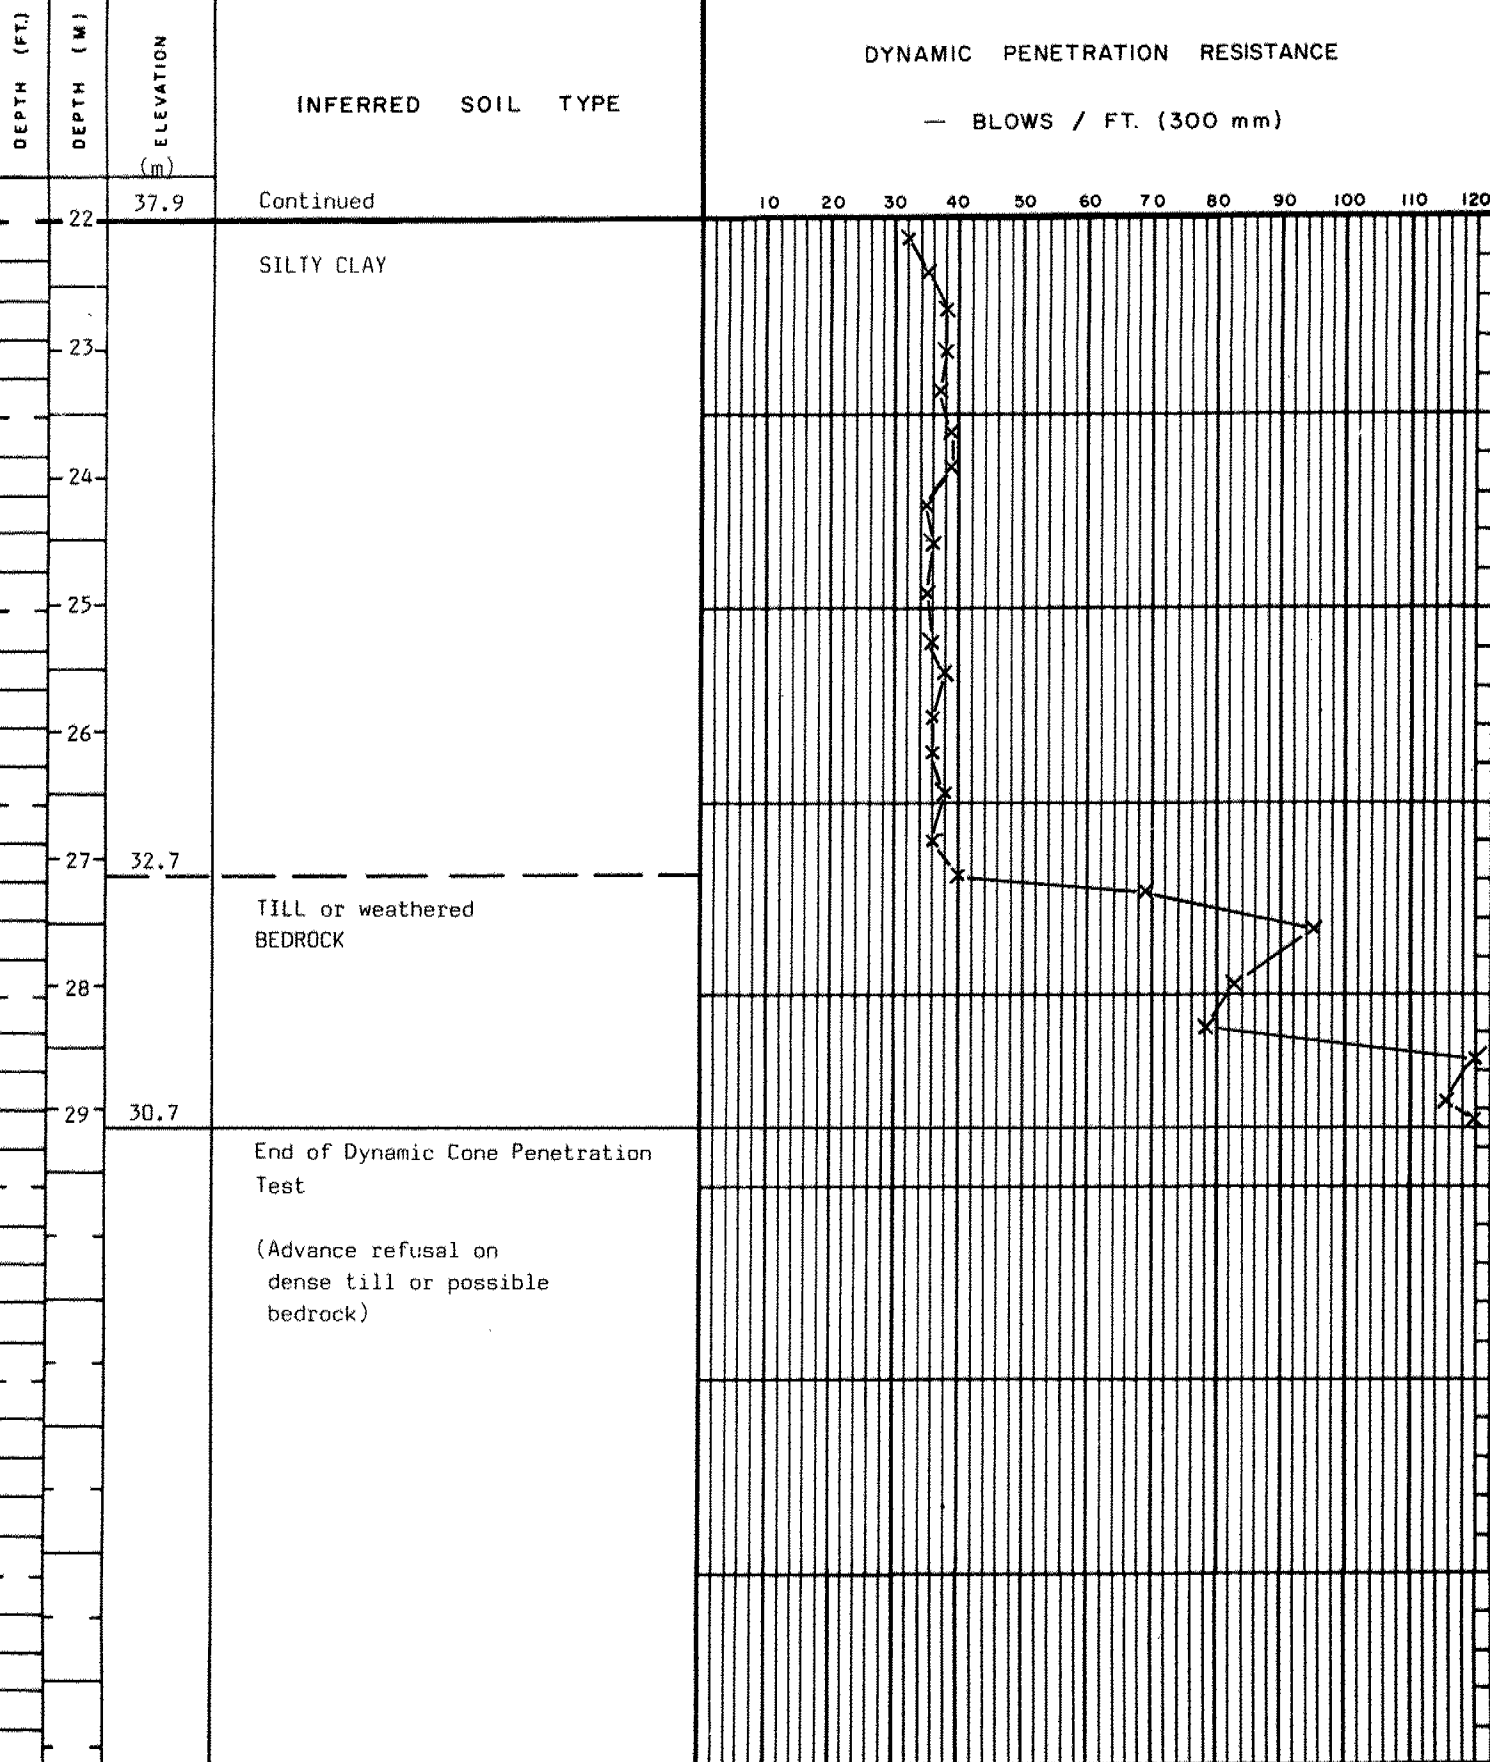 DEPTH (FT.)
DEPTH (M)
ELEVATION
(m)
INFERRED SOIL TYPE
DYNAMIC PENETRATION RESISTANCE
— BLOWS / FT. (300 mm)
37.9
Continued
10 20 30 40 50 60 70 80 90 100 110 120
22
SILTY CLAY
23
24
25
26
27
32.7
TILL or weathered
BEDROCK
28
29
30.7
End of Dynamic Cone Penetration
Test
(Advance refusal on
dense till or possible
bedrock)